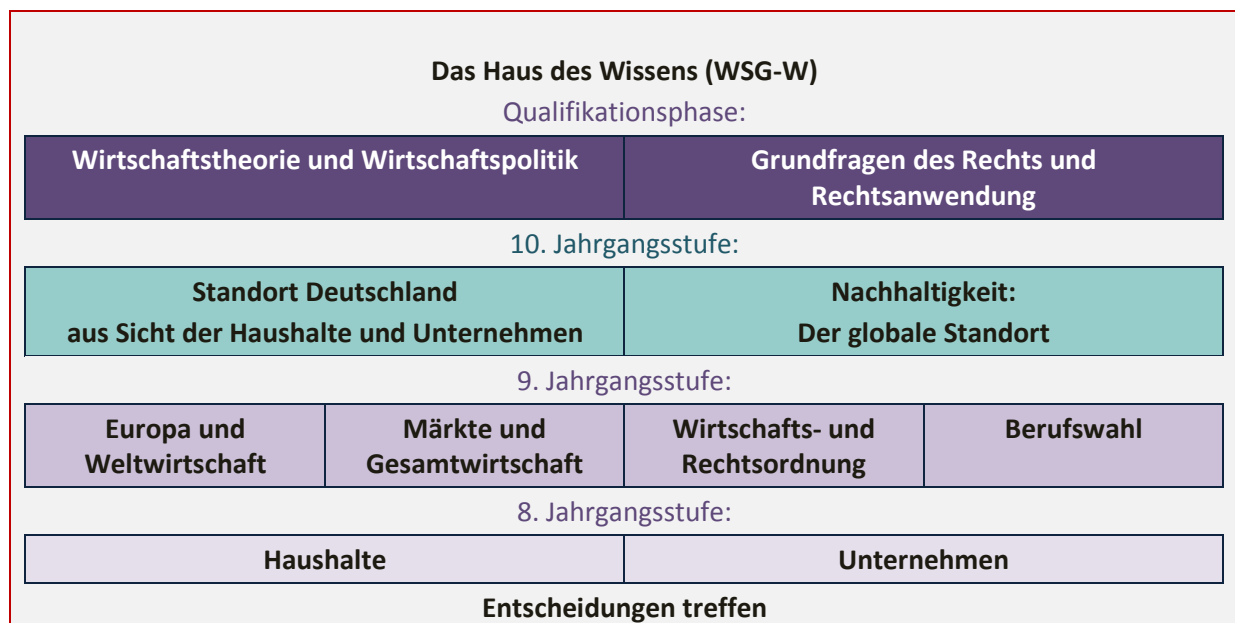 Das Haus des Wissens (WSG-W)
Qualifikationsphase:
Wirtschaftstheorie und Wirtschaftspolitik
Grundfragen des Rechts und
Rechtsanwendung
10. Jahrgangsstufe:
Standort Deutschland
aus Sicht der Haushalte und Unternehmen
Nachhaltigkeit:
Der globale Standort
9. Jahrgangsstufe:
Europa und
Weltwirtschaft
Märkte und
Gesamtwirtschaft
Wirtschafts- und
Rechtsordnung
Berufswahl
8. Jahrgangsstufe:
Haushalte
Unternehmen
Entscheidungen treffen